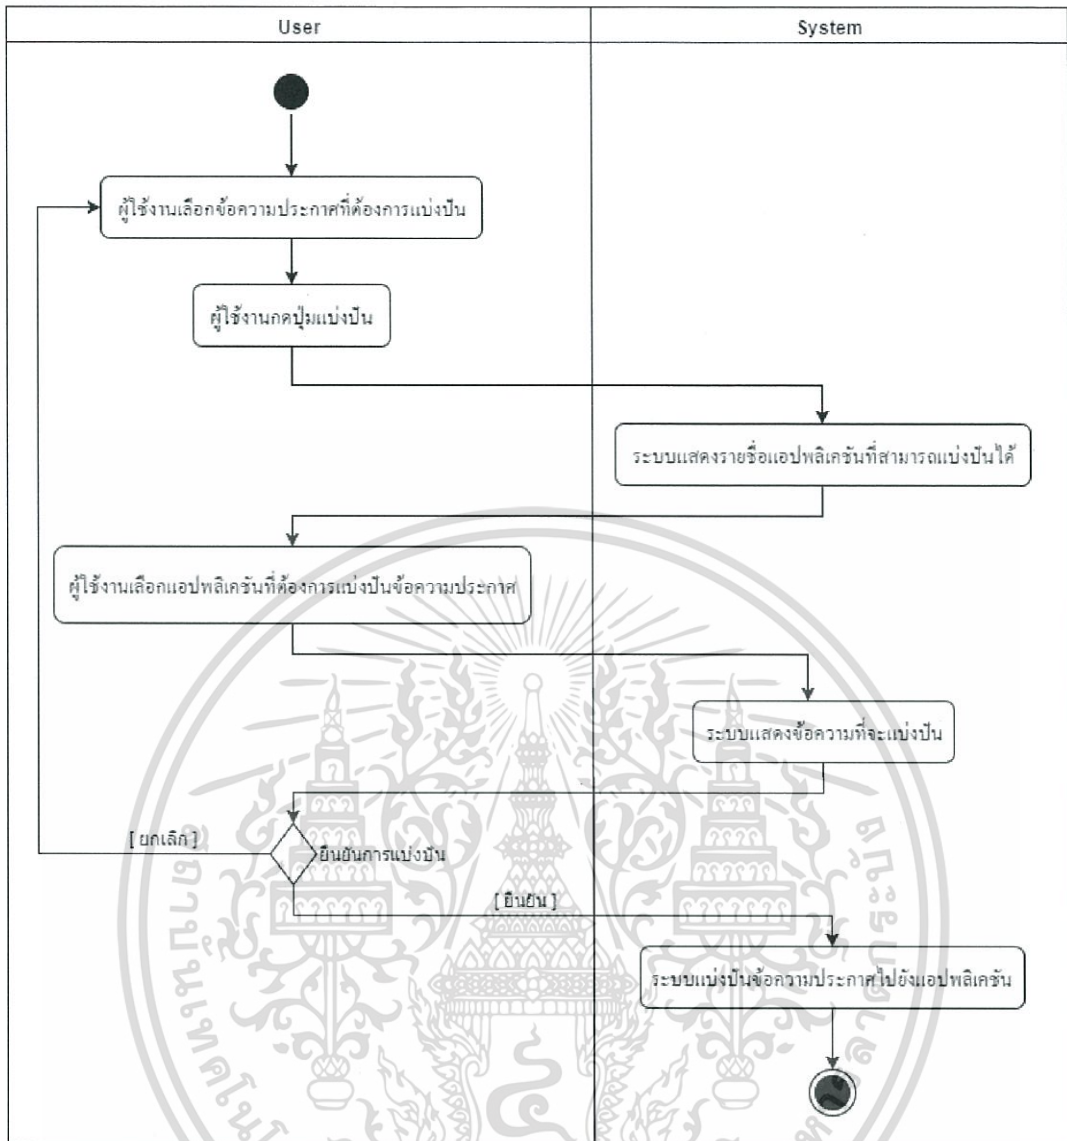 User
System
ผู้ใช้งานเลือกข้อความประกาศที่ต้องการแบ่งปัน
ผู้ใช้งานกดปุ่มแบ่งปัน
ระบบแสดงรายชื่อแอปพลิเคชันที่สามารถแบ่งปันได้
ผู้ใช้งานเลือกแอปพลิเคชันที่ต้องการแบ่งปันข้อความประกาศ
ระบบแสดงข้อความที่จะแบ่งปัน
[ ยกเลิก ]
ยืนยันการแบ่งปัน
[ ยืนยัน ]
ระบบแบ่งปันข้อความประกาศไปยังแอปพลิเคชัน